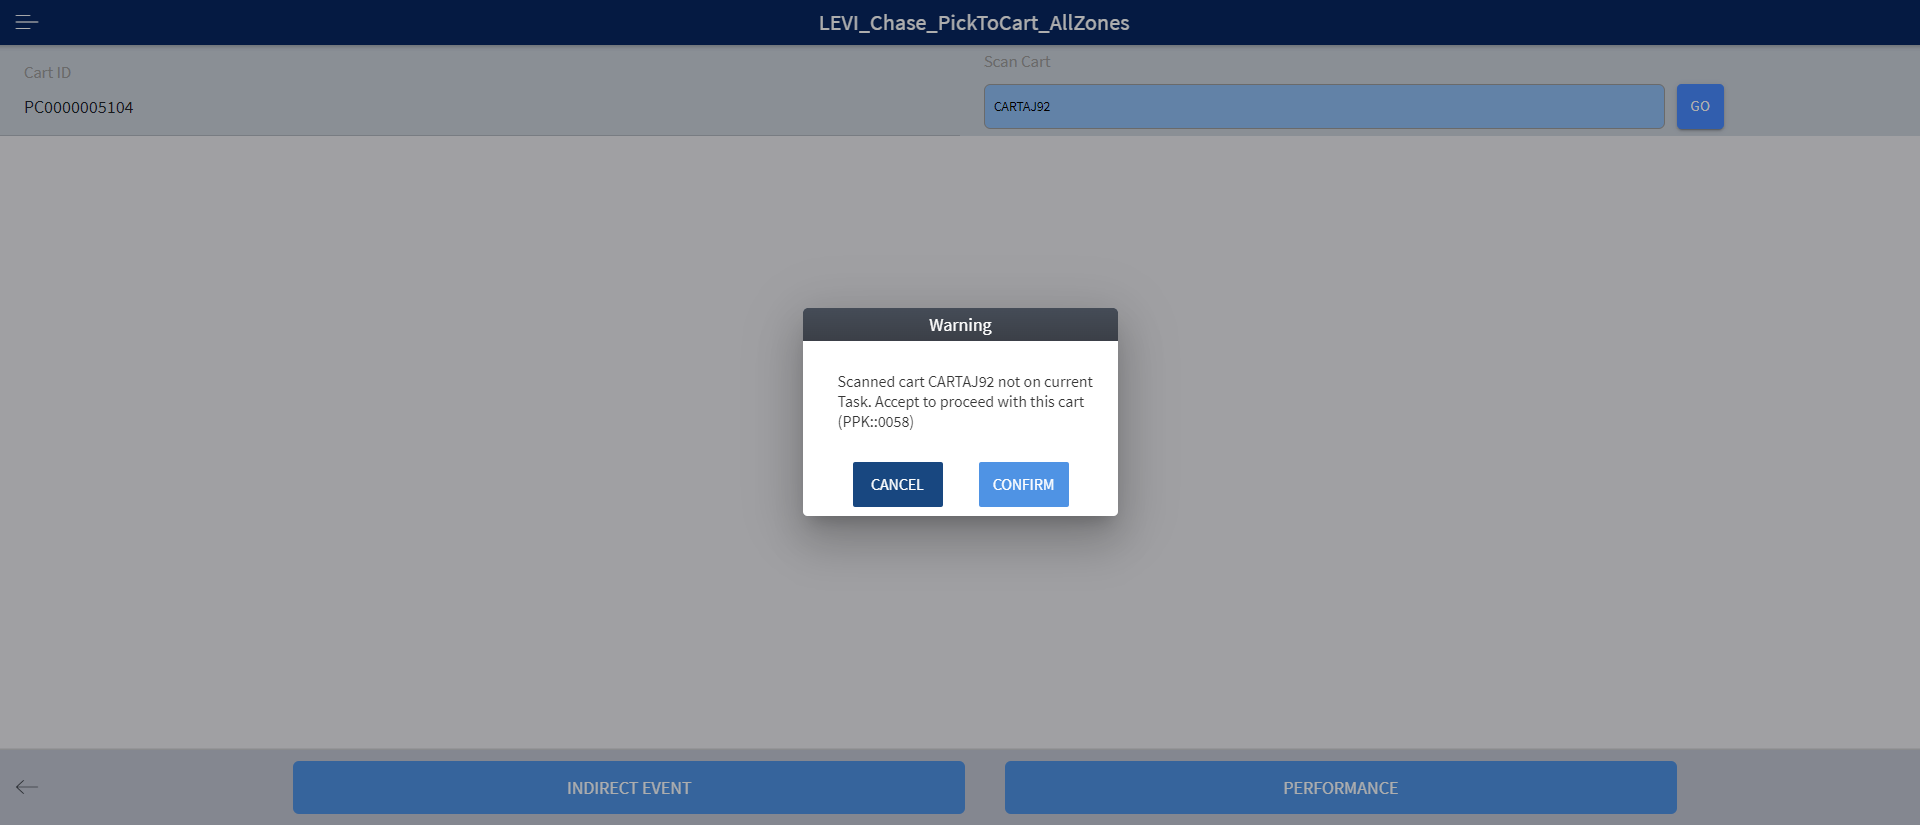 LEVI_Chase_PickToCart_AllZones
Cart ID
PC0000005104
Scan Cart
CARTAJ92
GO
Warning
Scanned cart CARTAJ92 not on current
Task. Accept to proceed with this cart
(PPK::0058)
CANCEL
CONFIRM
INDIRECT EVENT
PERFORMANCE